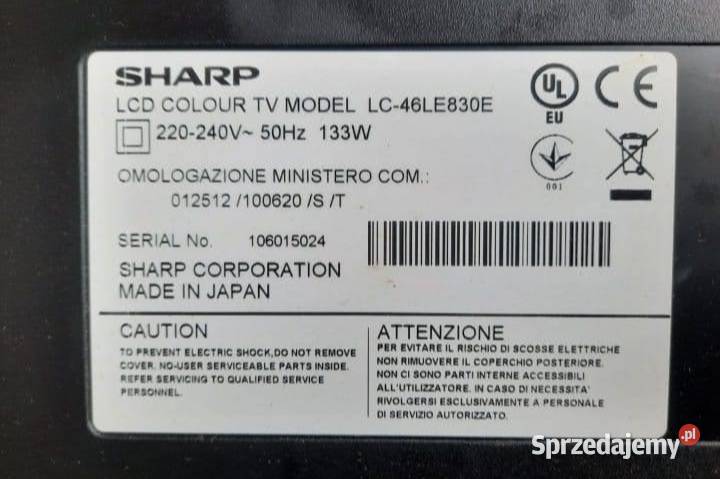 SHARP
LCD COLOUR TV MODEL LC-46LE830E
220-240V~ 50Hz 133W
UL
EU
CE
001
OMOLOGAZIONE MINISTERO COM.:
012512 /100620 /S /T
SERIAL No. 106015024
SHARP CORPORATION
MADE IN JAPAN
CAUTION
TO PREVENT ELECTRIC SHOCK,DO NOT REMOVE
COVER. NO-USER SERVICEABLE PARTS INSIDE.
REFER SERVICING TO QUALIFIED SERVICE
PERSONNEL.
ATTENZIONE
PER EVITARE IL RISCHIO DI SCOSSE ELETTRICHE
NON RIMUOVERE IL COPERCHIO POSTERIORE.
NON CI SONO PARTI INTERNE ACCESSIBILI
ALL'UTILIZZATORE. IN CASO DI NECESSITA'
RIVOLGERSI ESCLUSIVAMENTE A PERSONALE
DI SERVIZIO AUTORIZZATO.
Sprzedajemy.pl